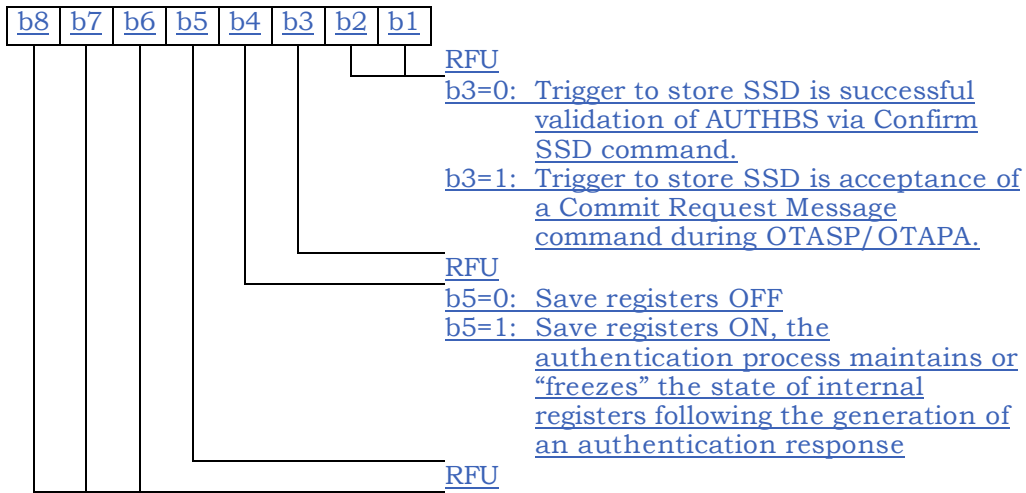 b8 b7 b6 b5 b4 b3 b2 b1
RFU
b3=0: Trigger to store SSD is successful
validation of AUTHBS via Confirm
SSD command.
b3=1: Trigger to store SSD is acceptance of
a Commit Request Message
command during OTASP/OTAPA.
RFU
b5=0: Save registers OFF
b5=1: Save registers ON, the
authentication process maintains or
“freezes” the state of internal
registers following the generation of
an authentication response
RFU